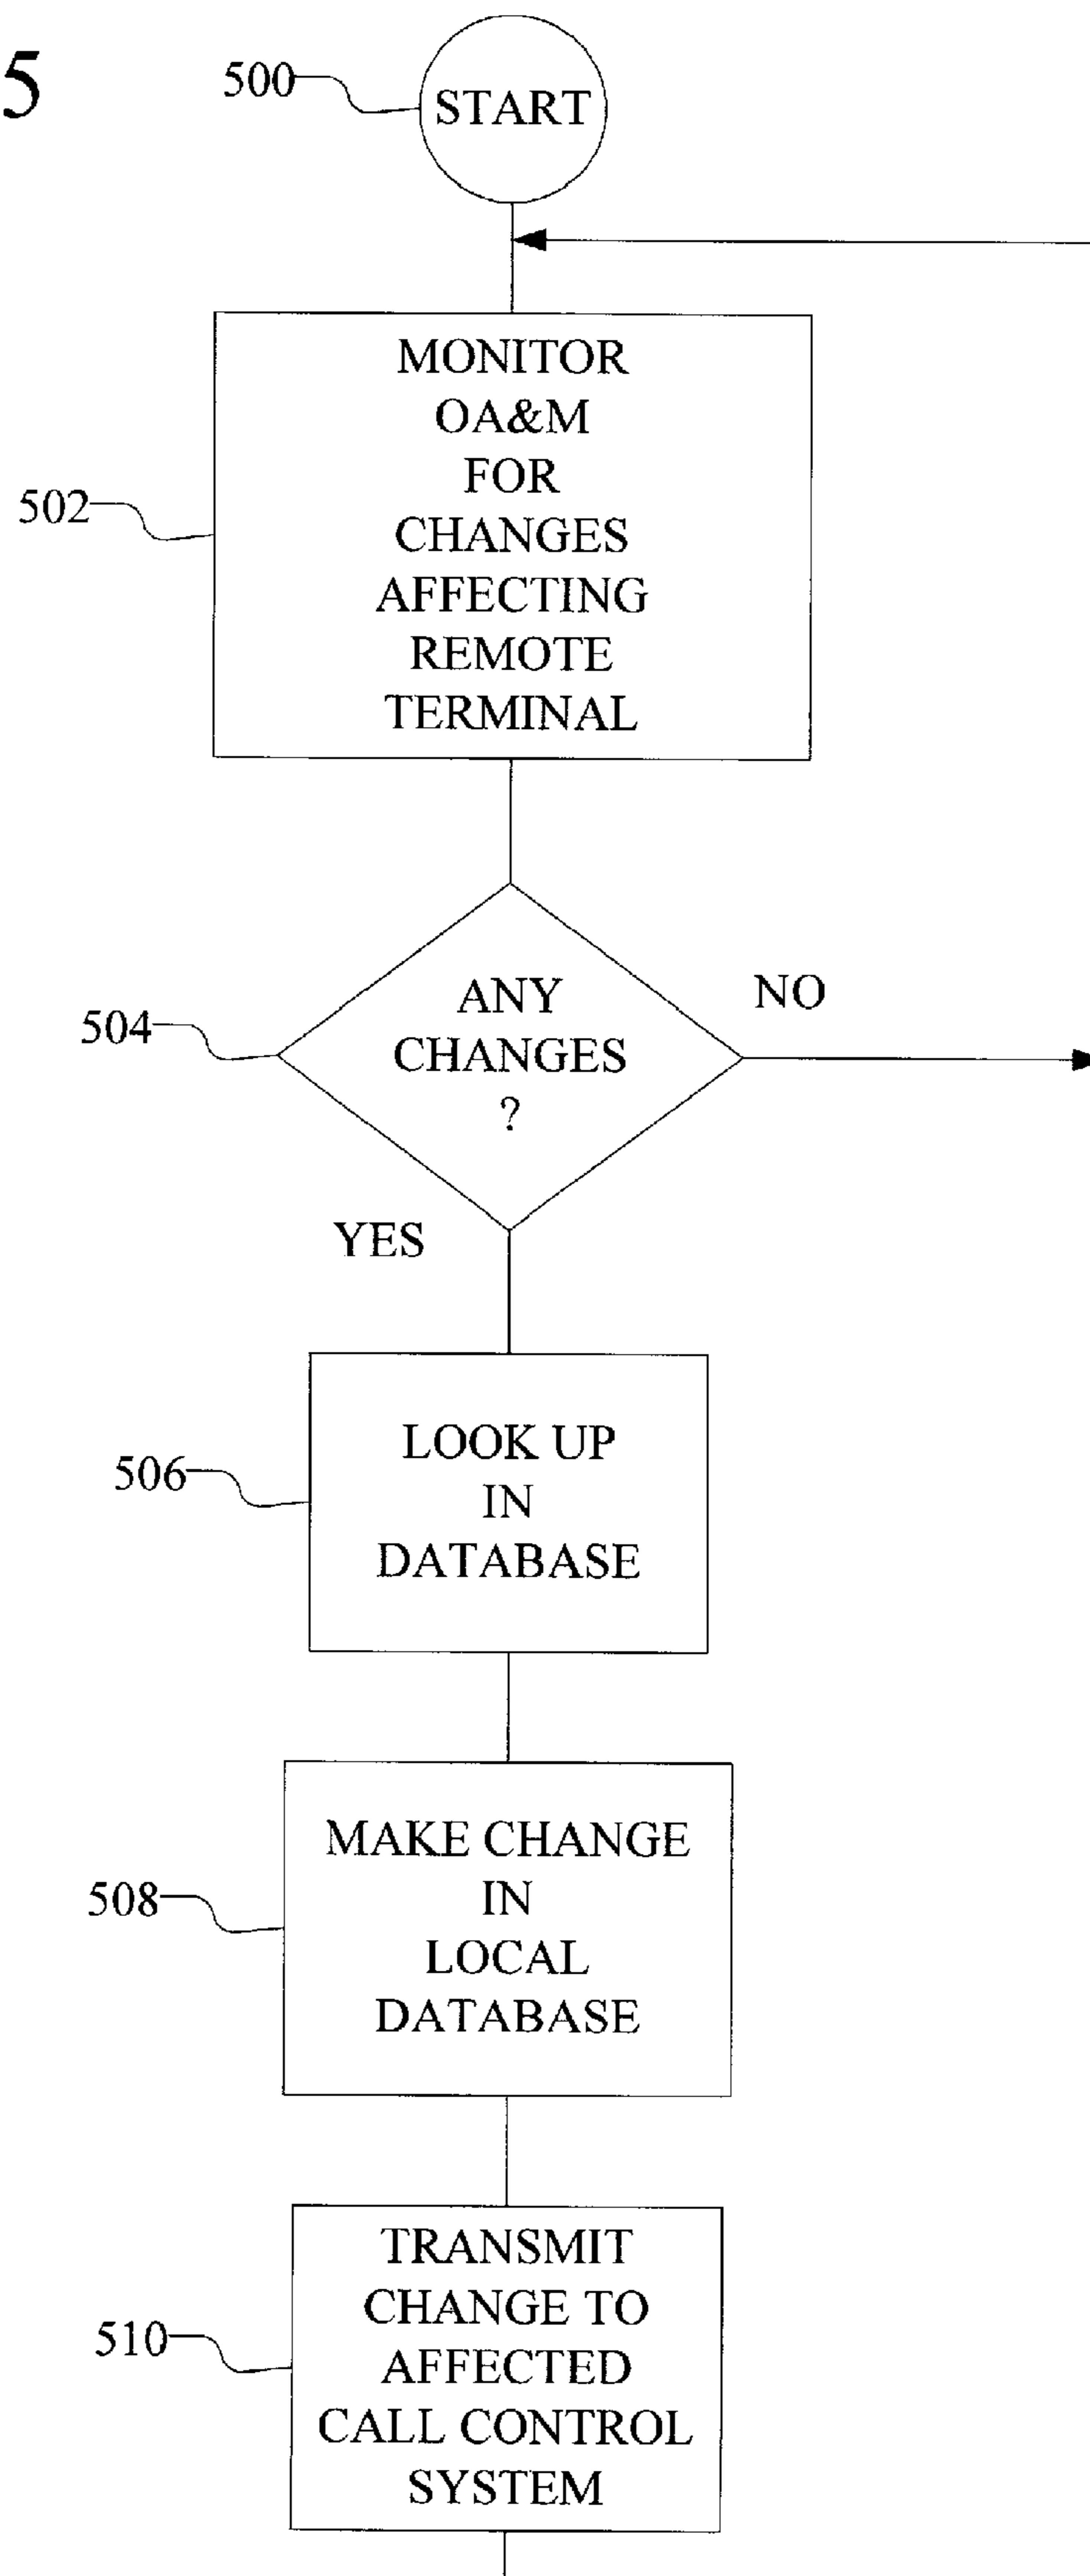 5
500
START
MONITOR
OA&M
FOR
CHANGES
AFFECTING
REMOTE
TERMINAL
502
ANY
CHANGES
?
504
NO
YES
LOOK UP
IN
DATABASE
506
MAKE CHANGE
IN
LOCAL
DATABASE
508
TRANSMIT
CHANGE TO
AFFECTED
CALL CONTROL
SYSTEM
510